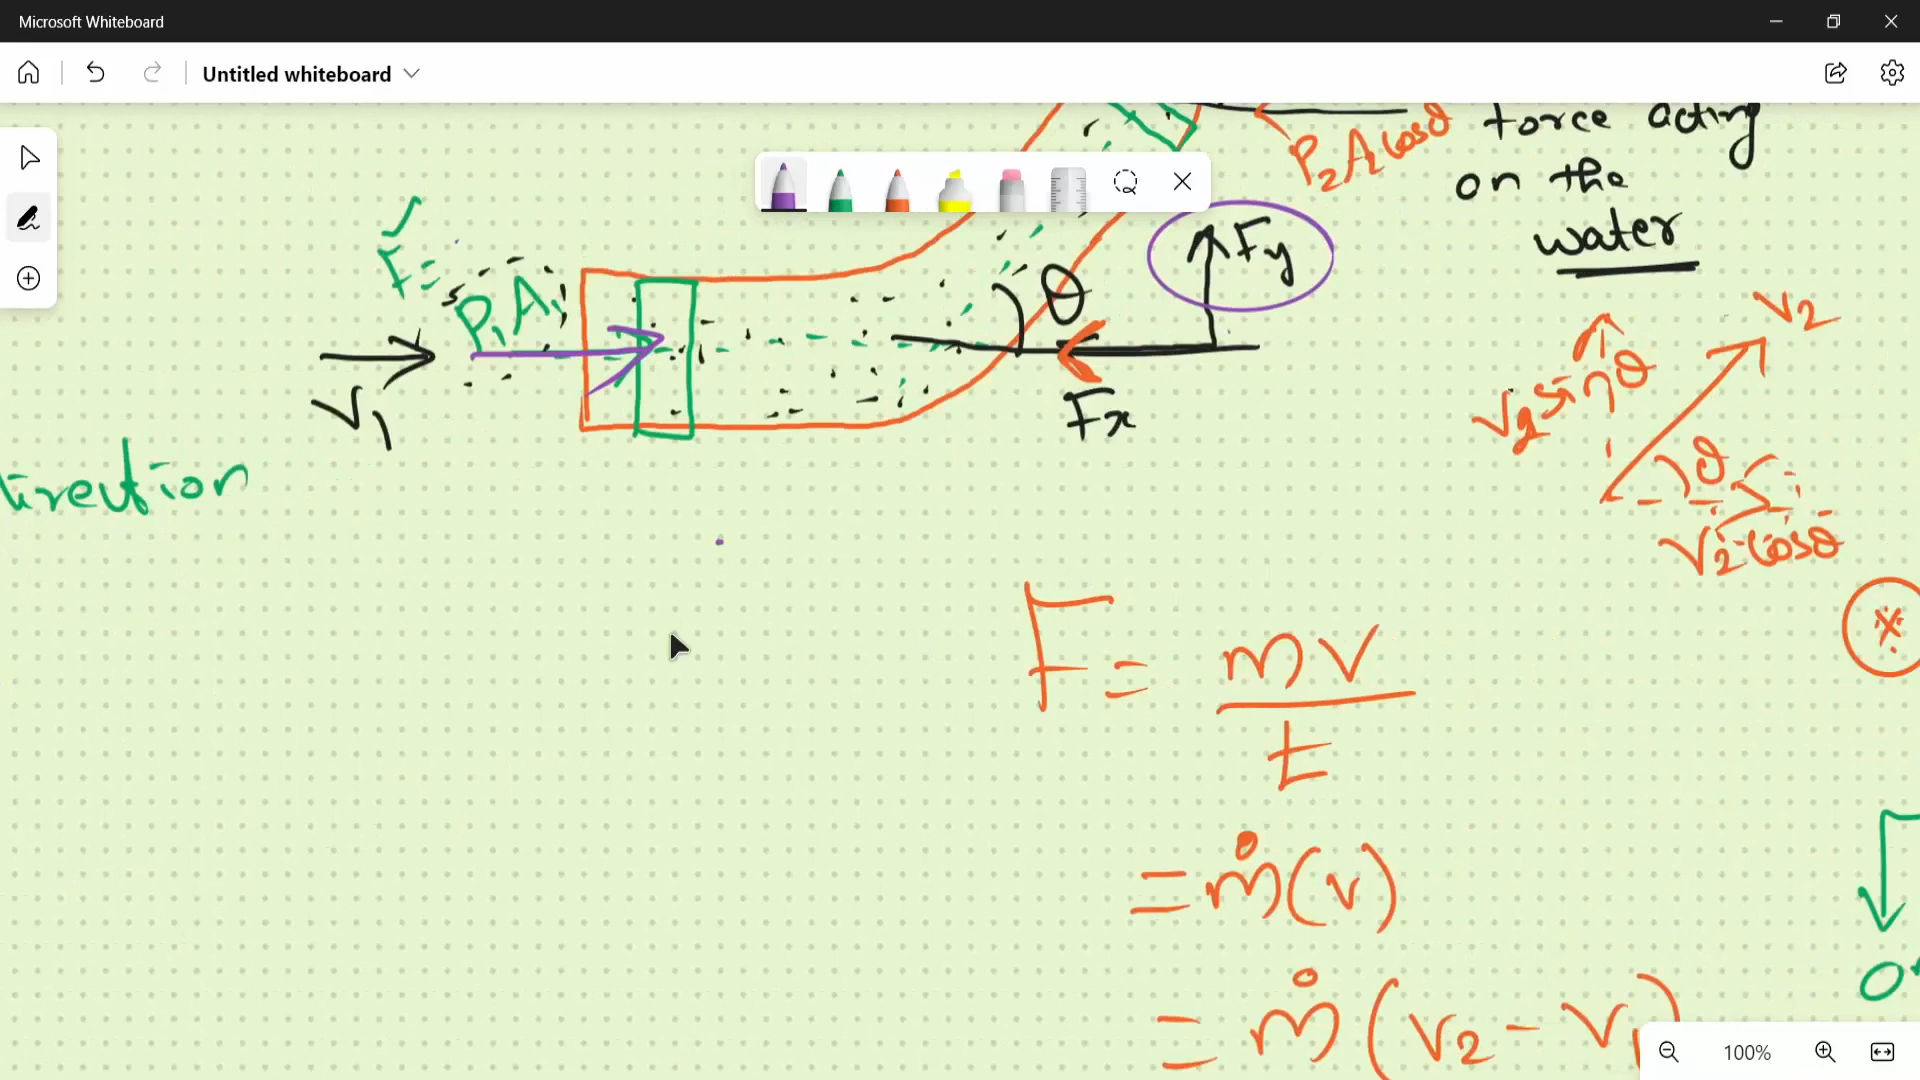 Microsoft Whiteboard
Untitled whiteboard
force acting
on the
water
P₂A₂cosθ
F =
P₁A₁
V₁
θ
Fy
Fx
V₂
V₂sinθ
θ
V₂cosθ
direction
F = mv/t
= ṁ(v)
= ṁ(v₂ - v₁)
100%